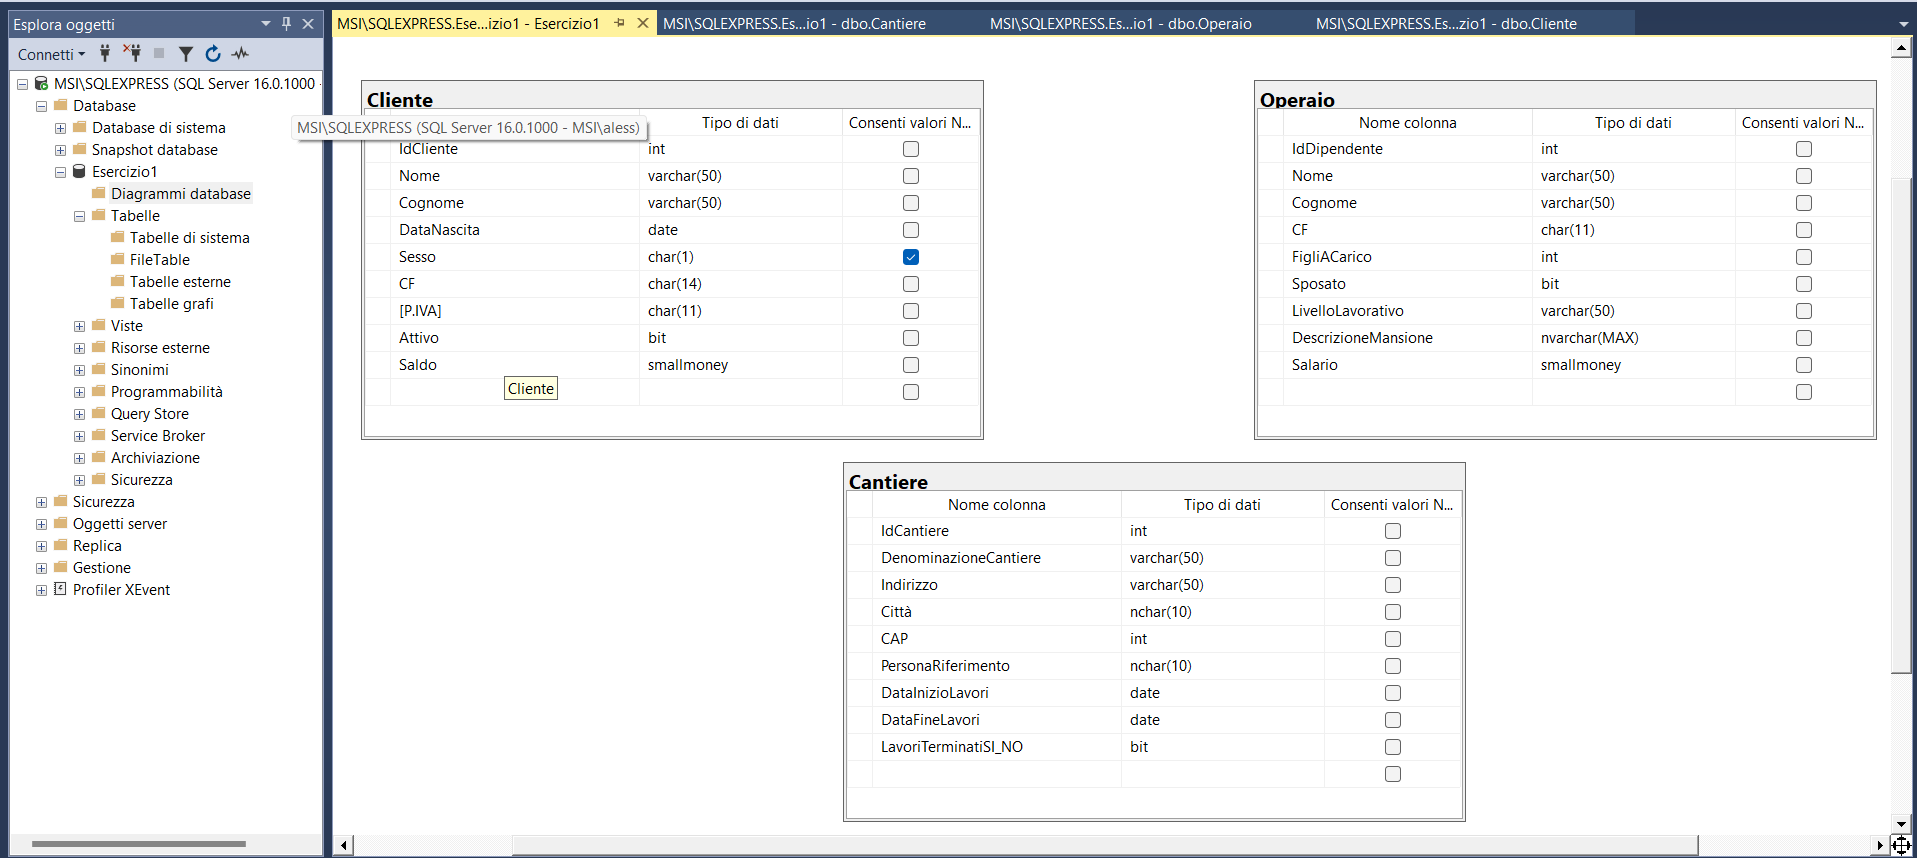 Esplora oggetti
Connetti
MSI\SQLEXPRESS (SQL Server 16.0.1000 -
Database
Database di sistema
Snapshot database
Esercizio1
Diagrammi database
Tabelle
Tabelle di sistema
FileTable
Tabelle esterne
Tabelle grafi
Viste
Risorse esterne
Sinonimi
Programmabilità
Query Store
Service Broker
Archiviazione
Sicurezza
Sicurezza
Oggetti server
Replica
Gestione
Profiler XEvent
MSI\SQLEXPRESS.Ese...izio1 - Esercizio1
MSI\SQLEXPRESS.Es...io1 - dbo.Cantiere
MSI\SQLEXPRESS.Es...io1 - dbo.Operaio
MSI\SQLEXPRESS.Es...zio1 - dbo.Cliente
MSI\SQLEXPRESS (SQL Server 16.0.1000 - MSI\aless)
Cliente
Tipo di dati Consenti valori N...
IdCliente int
Nome varchar(50)
Cognome varchar(50)
DataNascita date
Sesso char(1)
CF char(14)
[P.IVA] char(11)
Attivo bit
Saldo smallmoney
Cliente
Operaio
Nome colonna Tipo di dati Consenti valori N...
IdDipendente int
Nome varchar(50)
Cognome varchar(50)
CF char(11)
FigliACarico int
Sposato bit
LivelloLavorativo varchar(50)
DescrizioneMansione nvarchar(MAX)
Salario smallmoney
Cantiere
Nome colonna Tipo di dati Consenti valori N...
IdCantiere int
DenominazioneCantiere varchar(50)
Indirizzo varchar(50)
Città nchar(10)
CAP int
PersonaRiferimento nchar(10)
DataInizioLavori date
DataFineLavori date
LavoriTerminatiSI_NO bit